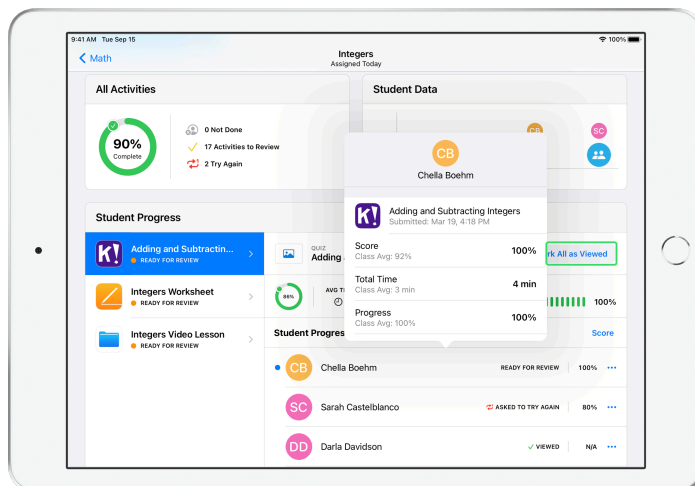 9:41 AM Tue Sep 15
100%
Math
Integers
Assigned Today
All Activities
Student Data
90%
Complete
0 Not Done
17 Activities to Review
2 Try Again
CB
SC
CB
Chella Boehm
K!
Adding and Subtracting Integers
Submitted: Mar 19, 4:18 PM
Score
Class Avg: 92%
100%
Total Time
Class Avg: 3 min
4 min
Progress
Class Avg: 100%
100%
Student Progress
K!
Adding and Subtractin...
READY FOR REVIEW
Integers Worksheet
READY FOR REVIEW
Integers Video Lesson
READY FOR REVIEW
QUIZ
Adding
All as Viewed
86%
AVG
100%
Student Progres
Score
CB
Chella Boehm
READY FOR REVIEW
100%
SC
Sarah Castelblanco
ASKED TO TRY AGAIN
80%
DD
Darla Davidson
VIEWED
N/A